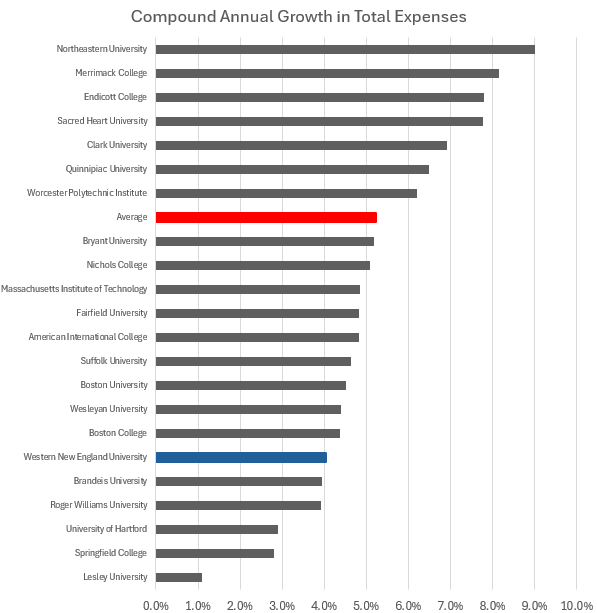 Compound Annual Growth in Total Expenses
Northeastern University
Merrimack College
Endicott College
Sacred Heart University
Clark University
Quinnipiac University
Worcester Polytechnic Institute
Average
Bryant University
Nichols College
Massachusetts Institute of Technology
Fairfield University
American International College
Suffolk University
Boston University
Wesleyan University
Boston College
Western New England University
Brandeis University
Roger Williams University
University of Hartford
Springfield College
Lesley University
0.0% 1.0% 2.0% 3.0% 4.0% 5.0% 6.0% 7.0% 8.0% 9.0% 10.0%